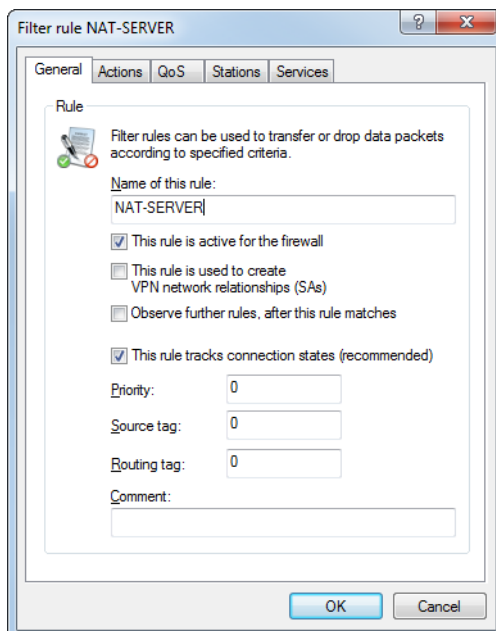 Filter rule NAT-SERVER
General Actions QoS Stations Services
Rule
Filter rules can be used to transfer or drop data packets
according to specified criteria.
Name of this rule:
NAT-SERVER
This rule is active for the firewall
This rule is used to create
VPN network relationships (SAs)
Observe further rules, after this rule matches
This rule tracks connection states (recommended)
Priority: 0
Source tag: 0
Routing tag: 0
Comment:
OK Cancel